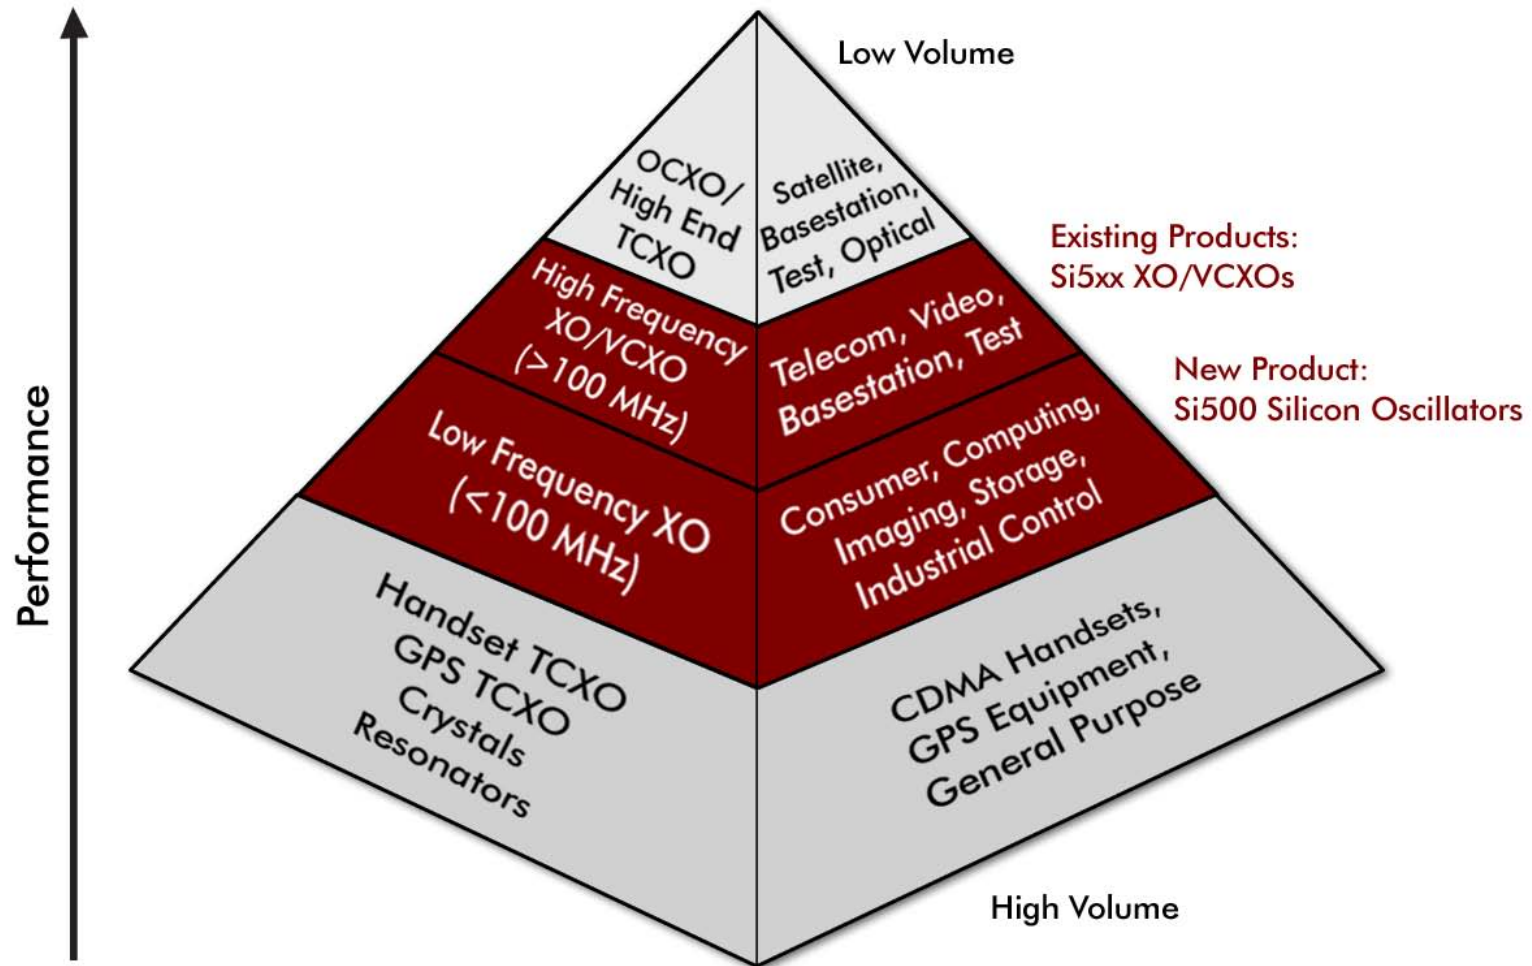 Performance
Low Volume
OCXO/
High End
TCXO
Satellite,
Basestation,
Test, Optical
Existing Products:
Si5xx XO/VCXOs
High Frequency
XO/VCXO
(>100 MHz)
Telecom, Video,
Basestation, Test
New Product:
Si500 Silicon Oscillators
Low Frequency XO
(<100 MHz)
Consumer, Computing,
Imaging, Storage,
Industrial Control
Handset TCXO
GPS TCXO
Crystals
Resonators
CDMA Handsets,
GPS Equipment,
General Purpose
High Volume